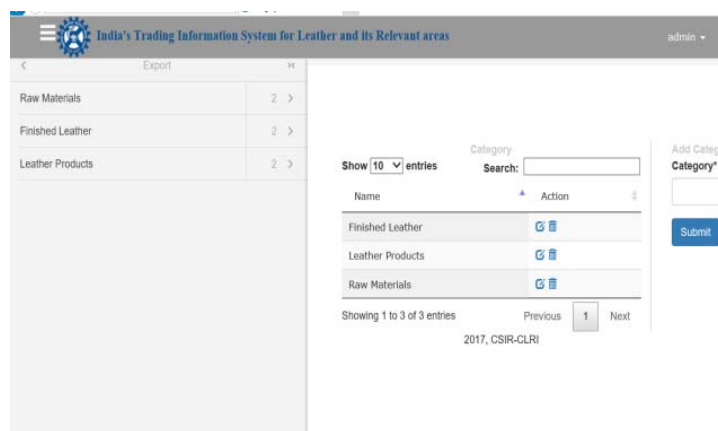 India's Trading Information System for Leather and its Relevant areas
admin
Export
Raw Materials 2
Finished Leather 2
Leather Products 2
Category
Show 10 entries Search:
Name Action
Finished Leather
Leather Products
Raw Materials
Showing 1 to 3 of 3 entries Previous 1 Next
2017, CSIR-CLRI
Add Categ
Category*
Submit